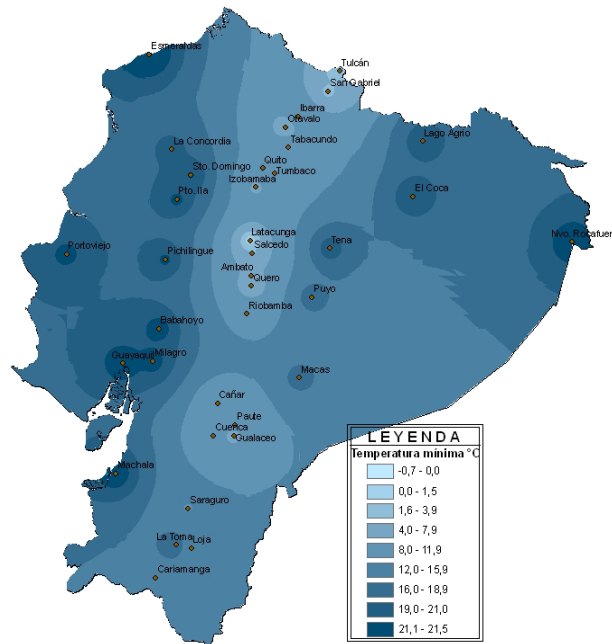 Esmeraldas
Tulcán
San Gabriel
Ibarra
Otavalo
La Concordia
Tabacundo
Lago Agrio
Sto. Domingo
Quito
Tumbaco
Izobamaba
Pto. Ila
El Coca
Latacunga
Salcedo
Tena
Nvo. Rocafuer
Portoviejo
Pichilingue
Ambato
Quero
Puyo
Riobamba
Babahoyo
Guayaquil
Milagro
Macas
Cañar
Paute
Cuenca
Gualaceo
Machala
Saraguro
La Toma
Loja
Cariamanga
LEYENDA
Temperatura mínima °C
-0,7 - 0,0
0,0 - 1,5
1,6 - 3,9
4,0 - 7,9
8,0 - 11,9
12,0 - 15,9
16,0 - 18,9
19,0 - 21,0
21,1 - 21,5